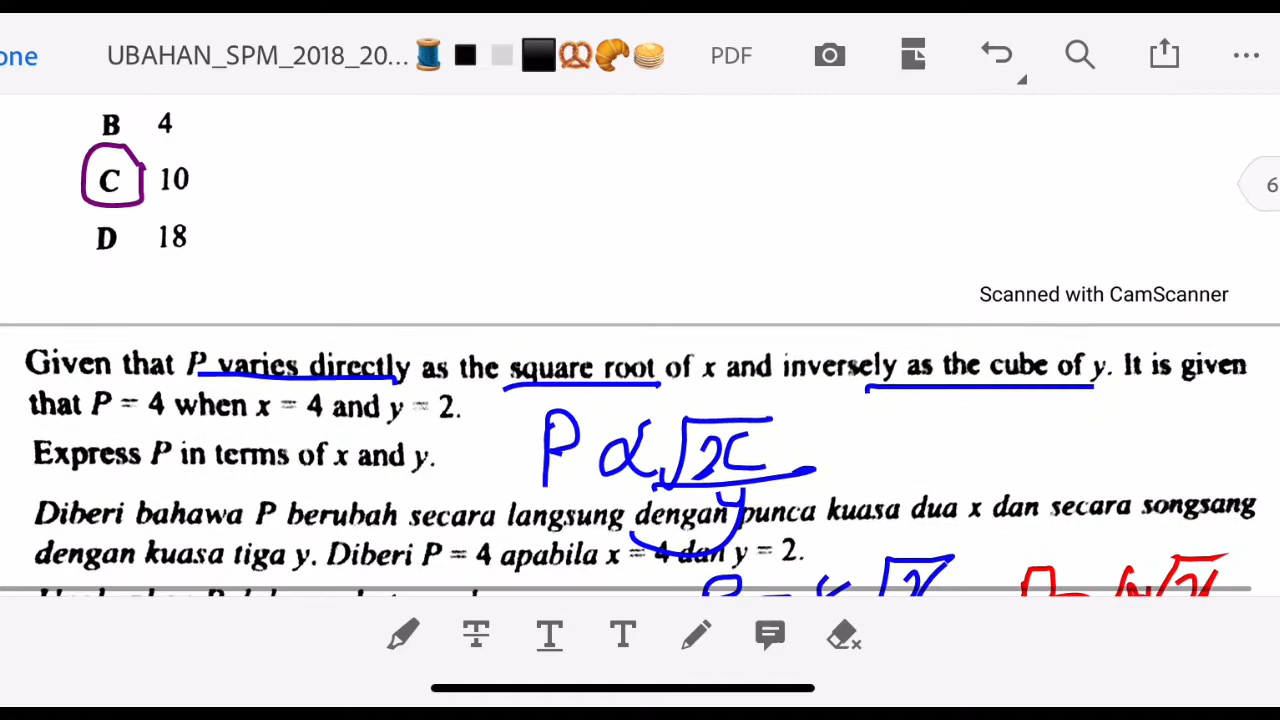 one
UBAHAN_SPM_2018_20...
PDF
B 4
C 10
D 18
6
Scanned with CamScanner
Given that P varies directly as the square root of x and inversely as the cube of y. It is given
that P = 4 when x = 4 and y = 2.
Express P in terms of x and y.
P ∝ √x
y
Diberi bahawa P berubah secara langsung dengan punca kuasa dua x dan secara songsang
dengan kuasa tiga y. Diberi P = 4 apabila x = 4 dan y = 2.
T T T